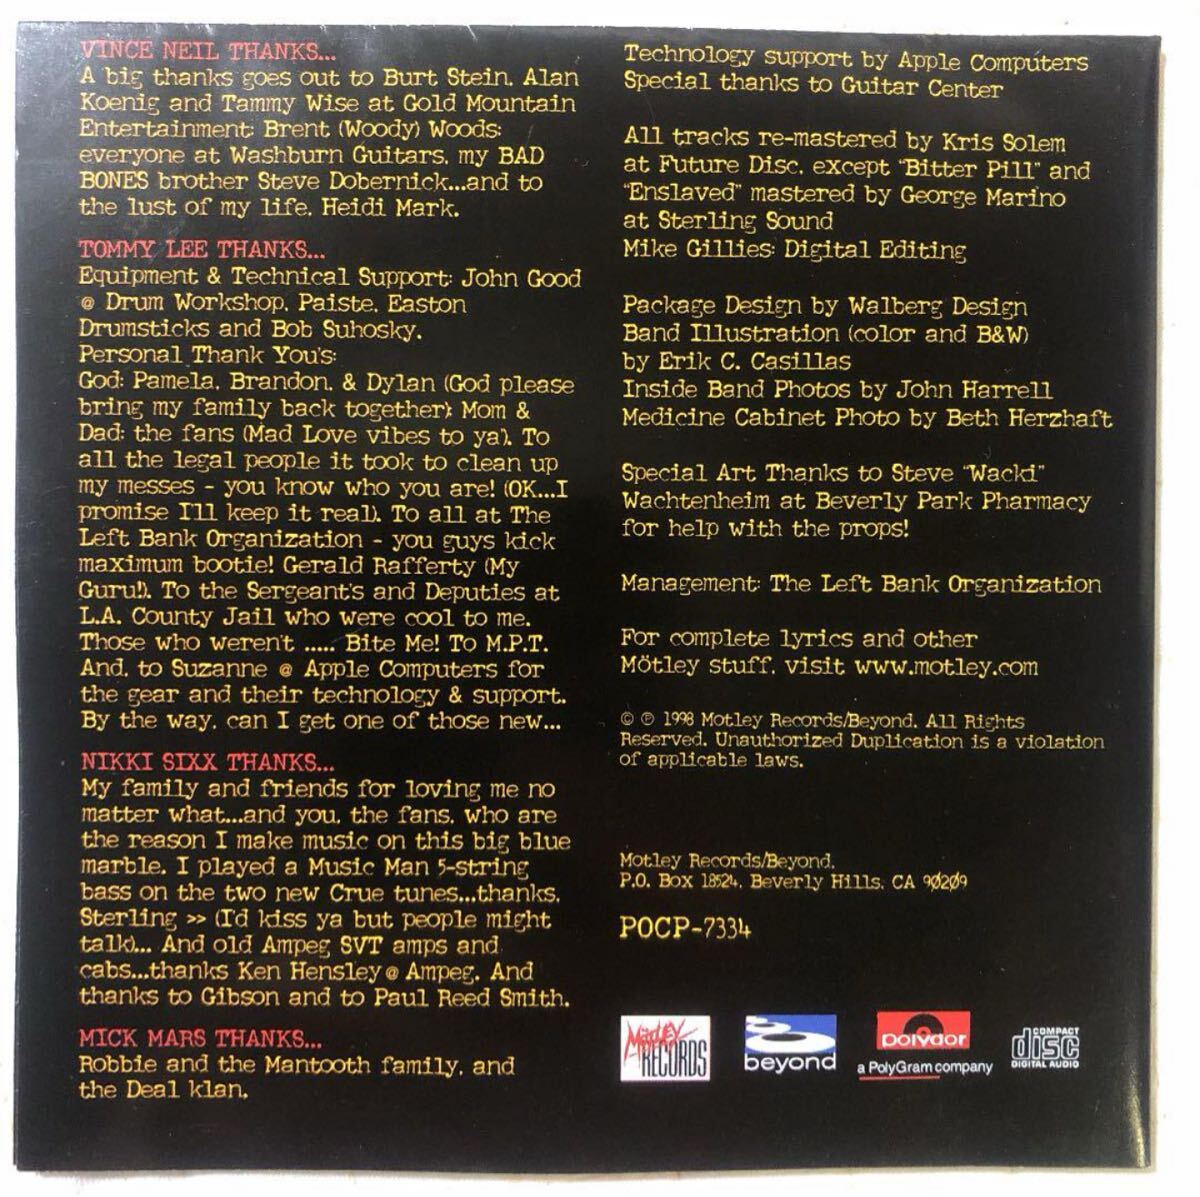 VINCE NEIL THANKS...
A big thanks goes out to Burt Stein, Alan
Koenig and Tammy Wise at Gold Mountain
Entertainment; Brent (Woody) Woods;
everyone at Washburn Guitars, my BAD
BONES brother Steve Dobernick...and to
the lust of my life, Heidi Mark.
TOMMY LEE THANKS...
Equipment & Technical Support: John Good
@ Drum Workshop, Paiste, Easton
Drumsticks and Bob Suhosky.
Personal Thank You's:
God; Pamela, Brandon, & Dylan (God please
bring my family back together); Mom &
Dad; the fans (Mad Love vibes to ya). To
all the legal people it took to clean up
my messes - you know who you are! (OK...I
promise I'll keep it real). To all at The
Left Bank Organization - you guys kick
maximum bootie! Gerald Rafferty (My
Guru!). To the Sergeant's and Deputies at
L.A. County Jail who were cool to me.
Those who weren't ..... Bite Me! To M.P.T.
And, to Suzanne @ Apple Computers for
the gear and their technology & support.
By the way, can I get one of those new...
NIKKI SIXX THANKS...
My family and friends for loving me no
matter what...and you, the fans, who are
the reason I make music on this big blue
marble. I played a Music Man 5-string
bass on the two new Crue tunes...thanks,
Sterling >> (I'd kiss ya but people might
talk)... And old Ampeg SVT amps and
cabs...thanks Ken Hensley @ Ampeg. And
thanks to Gibson and to Paul Reed Smith.
MICK MARS THANKS...
Robbie and the Mantooth family, and
the Deal klan.
Technology support by Apple Computers
Special thanks to Guitar Center
All tracks re-mastered by Kris Solem
at Future Disc, except "Bitter Pill" and
"Enslaved" mastered by George Marino
at Sterling Sound
Mike Gillies: Digital Editing
Package Design by Walberg Design
Band Illustration (color and B&W)
by Erik C. Casillas
Inside Band Photos by John Harrell
Medicine Cabinet Photo by Beth Herzhaft
Special Art Thanks to Steve "Wacki"
Wachtenheim at Beverly Park Pharmacy
for help with the props!
Management: The Left Bank Organization
For complete lyrics and other
Mötley stuff, visit www.motley.com
© ℗ 1998 Motley Records/Beyond. All Rights
Reserved. Unauthorized Duplication is a violation
of applicable laws.
Motley Records/Beyond,
P.O. Box 18524, Beverly Hills, CA 90209
POCP-7334
MÖTLEY
RECORDS
beyond
polydor
a PolyGram company
COMPACT
disc
DIGITAL AUDIO